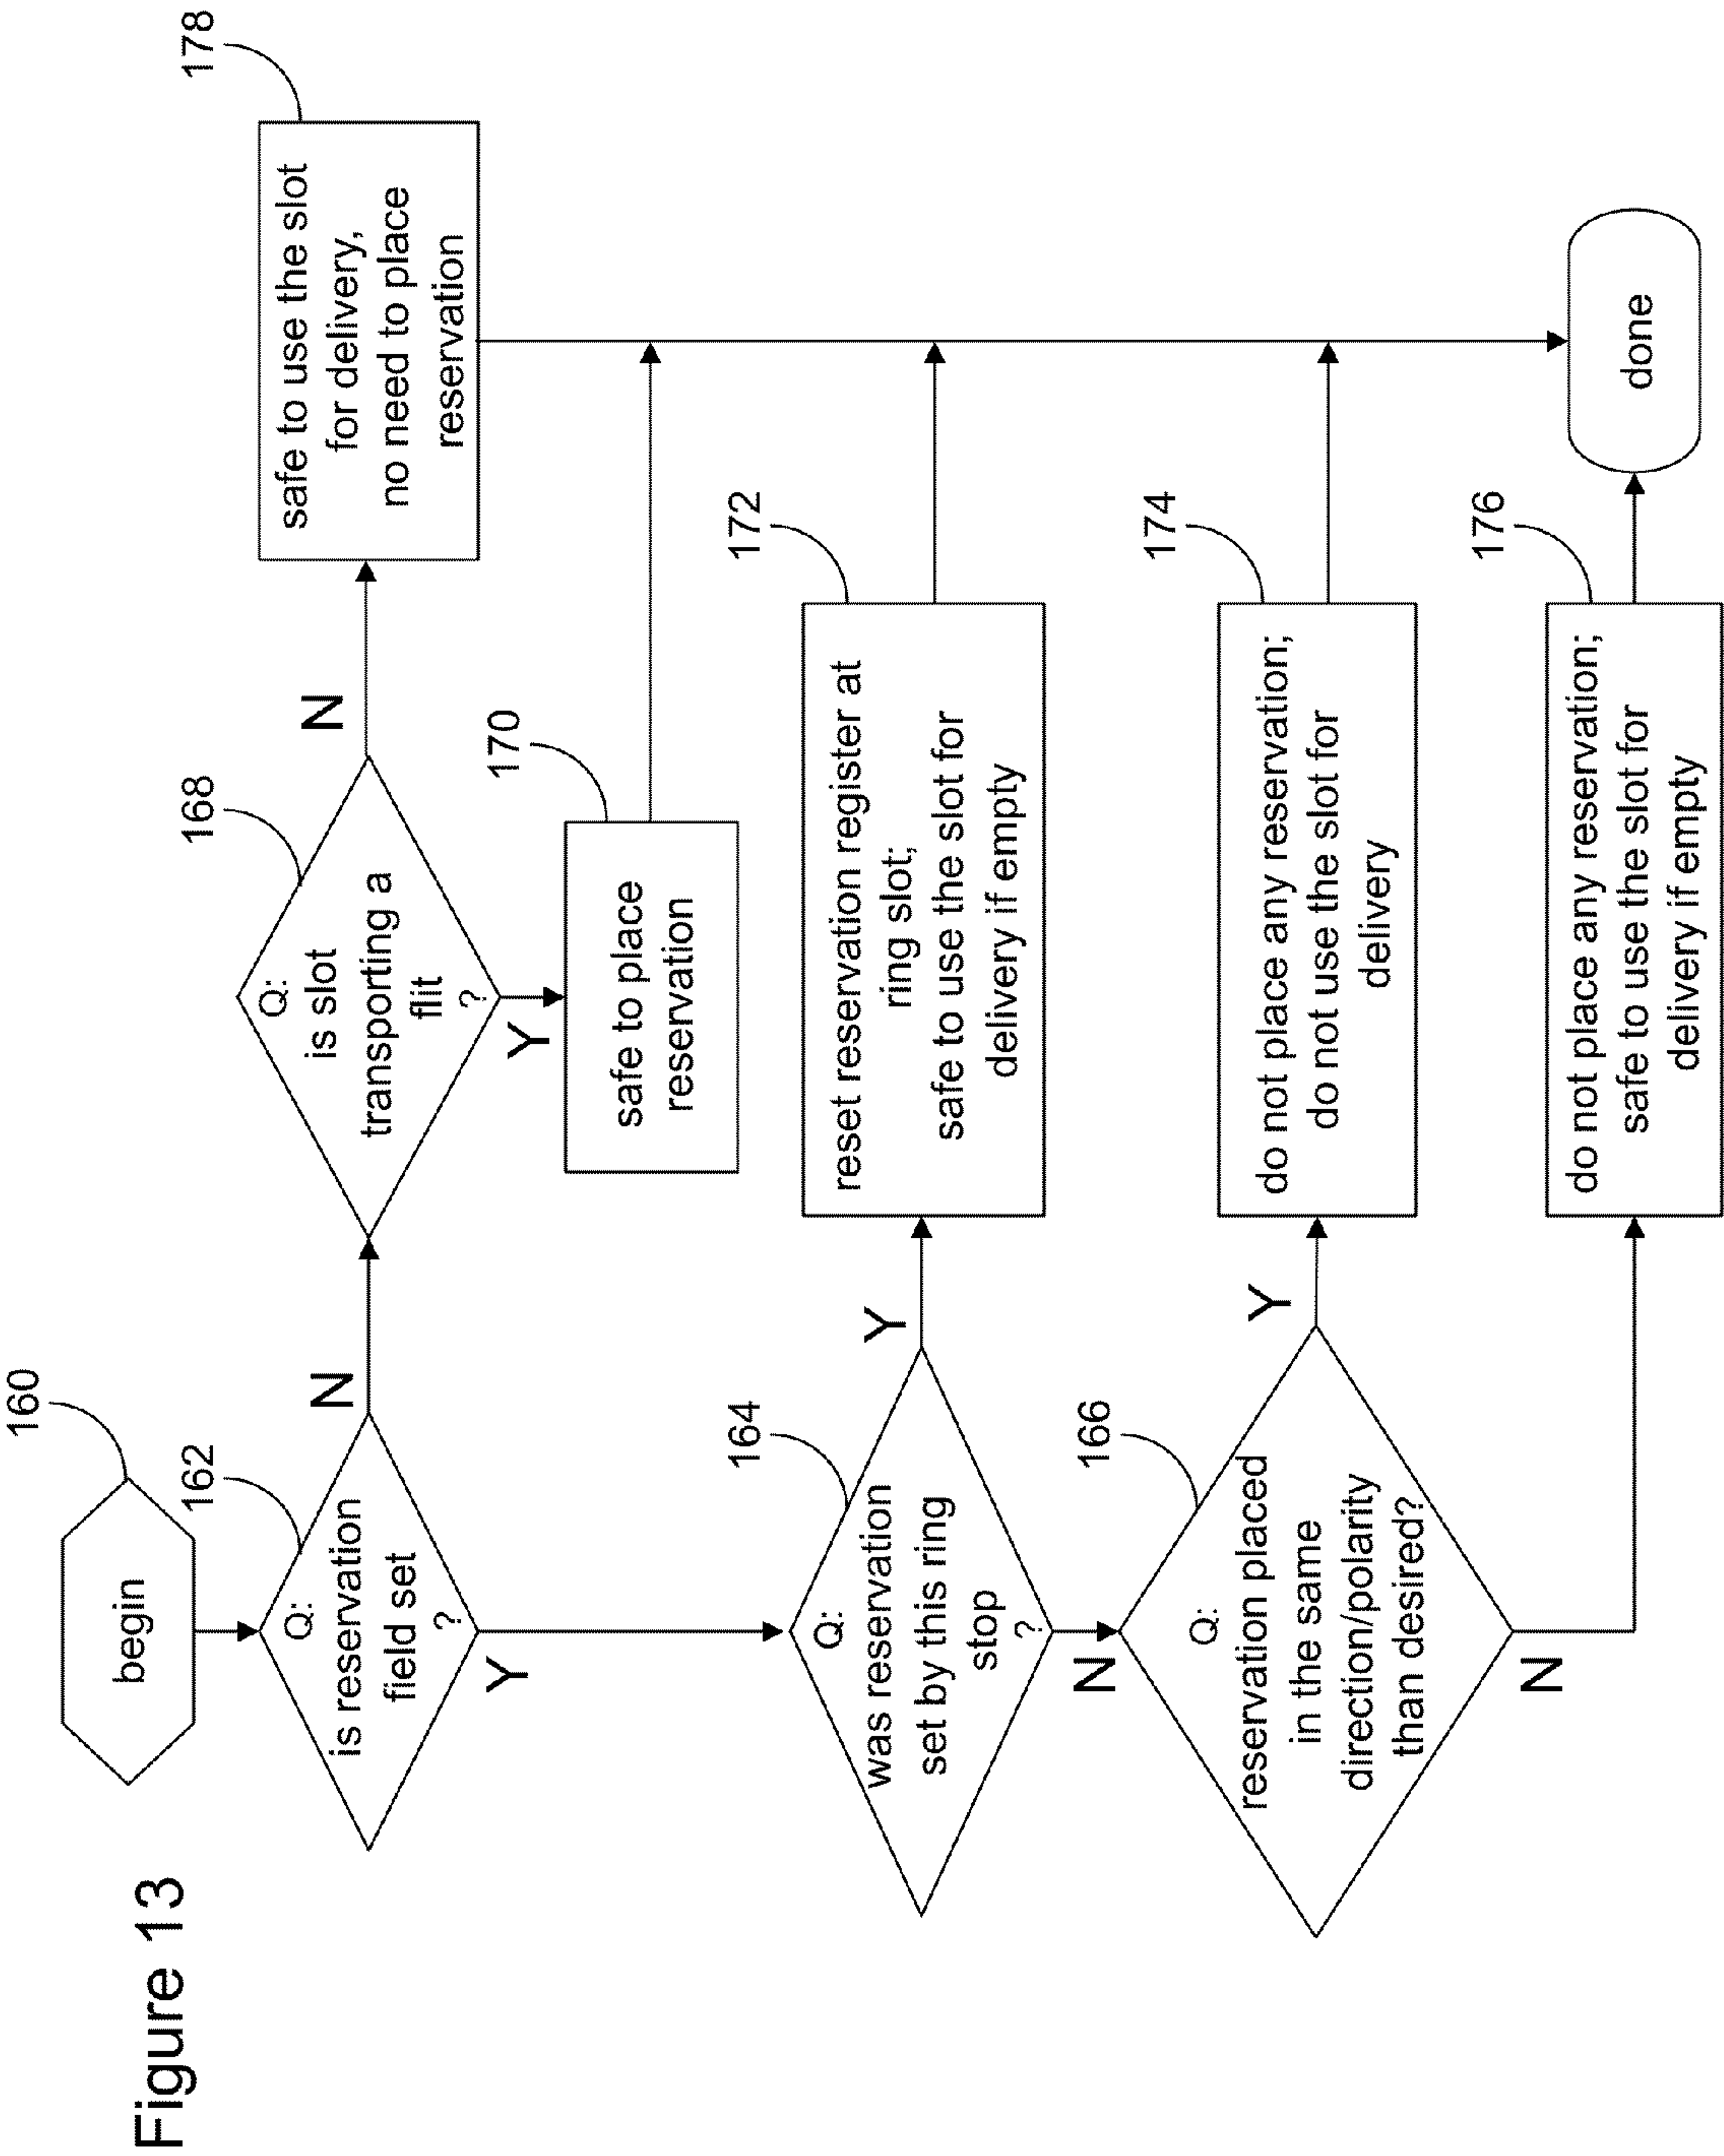 Figure 13
160
begin
162
Q:
is reservation
field set
?
N
Y
168
Q:
is slot
transporting a
flit
?
N
Y
178
safe to use the slot
for delivery,
no need to place
reservation
170
safe to place
reservation
164
Q:
was reservation
set by this ring
stop
?
Y
N
172
reset reservation register at
ring slot;
safe to use the slot for
delivery if empty
166
Q:
reservation placed
in the same
direction/polarity
than desired?
Y
N
174
do not place any reservation;
do not use the slot for
delivery
176
do not place any reservation;
safe to use the slot for
delivery if empty
done